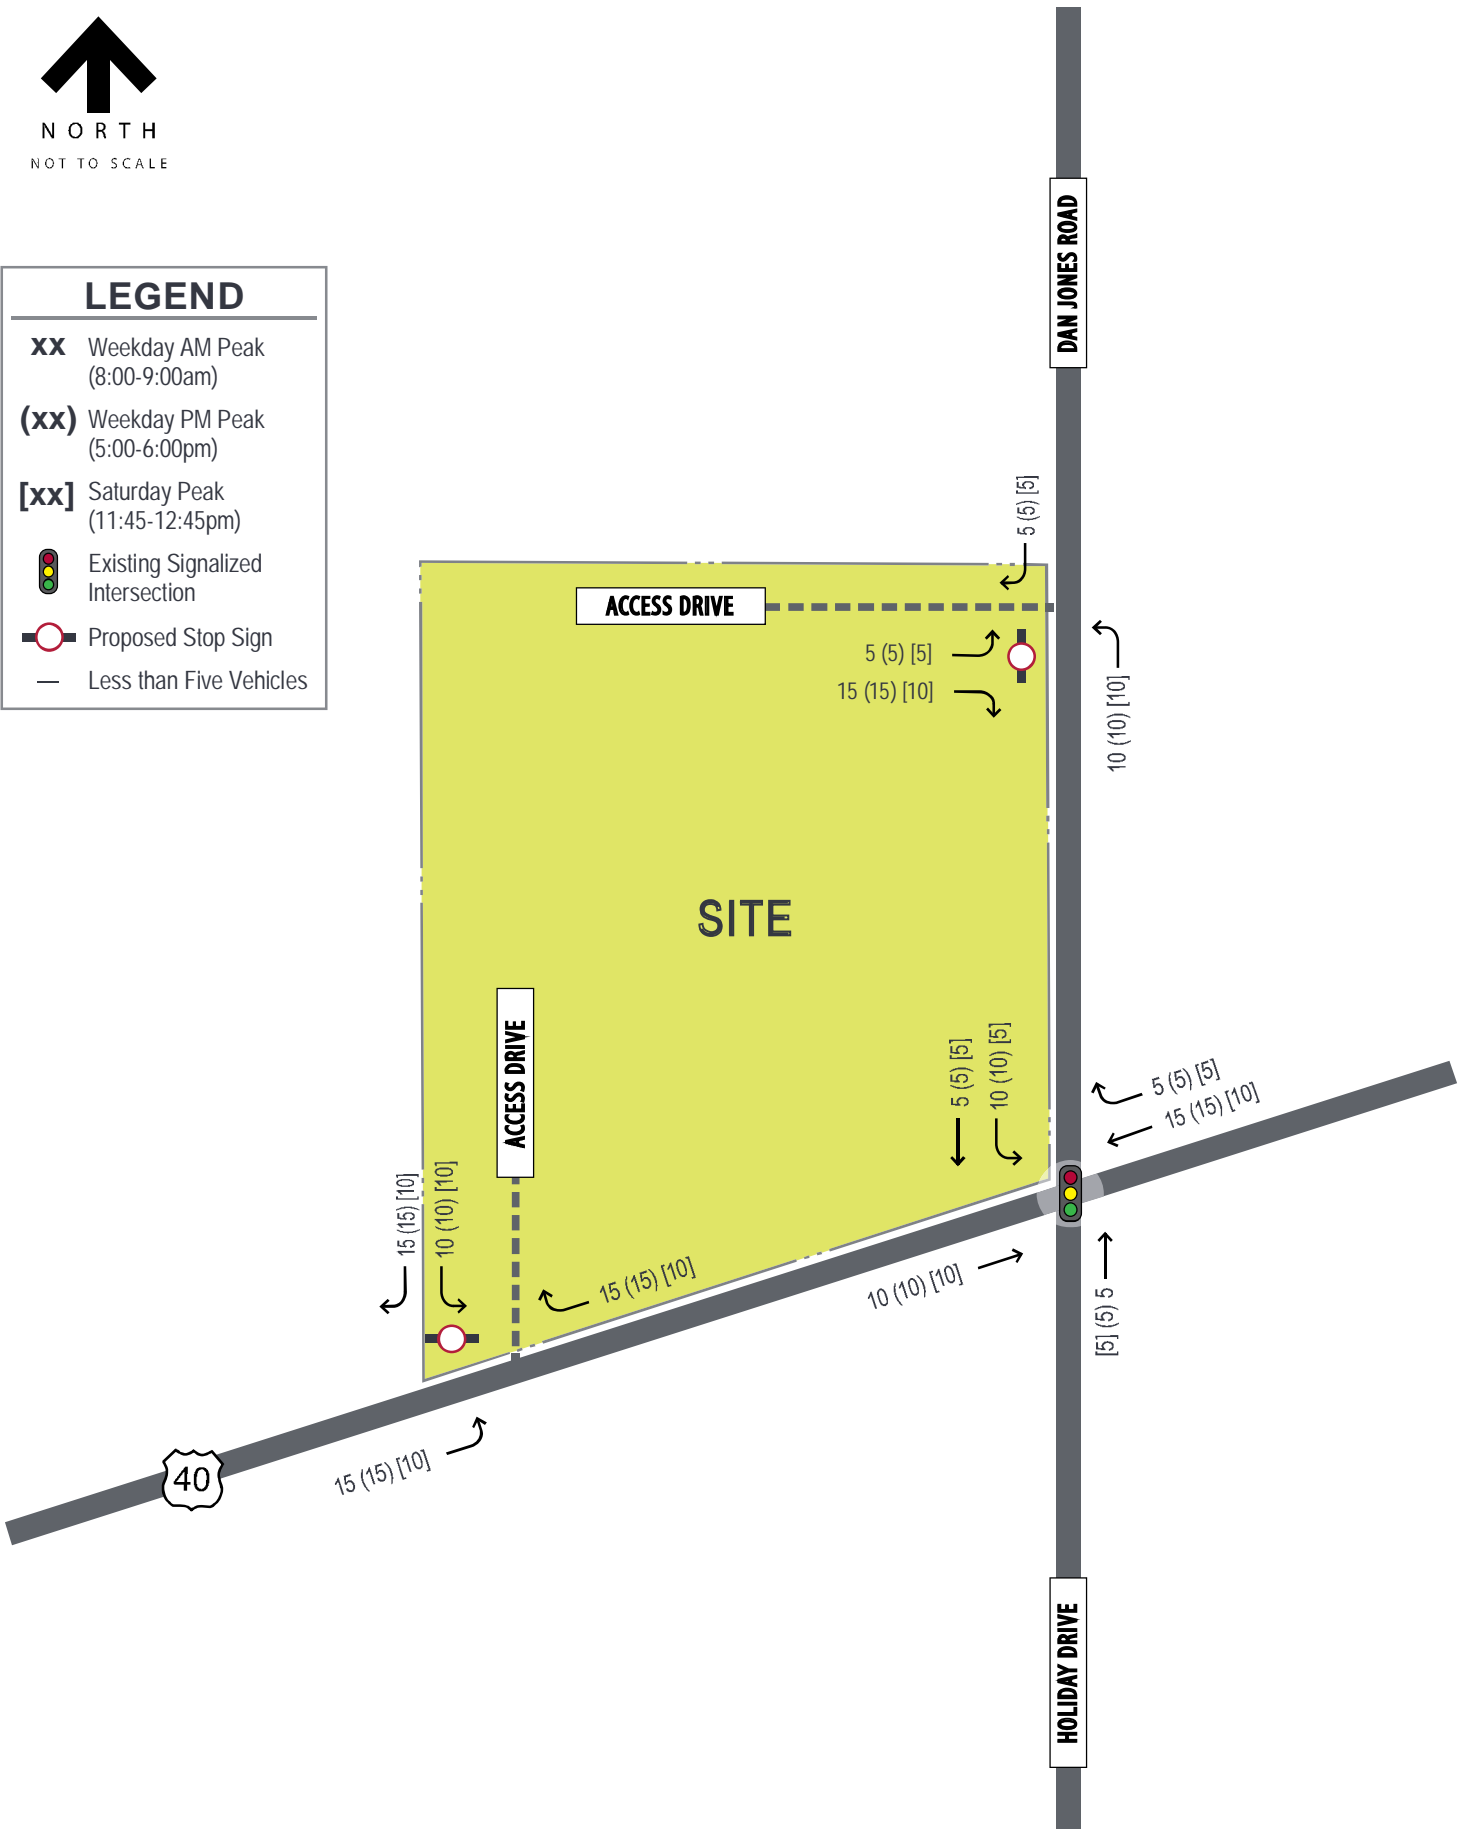 NORTH
NOT TO SCALE
LEGEND
xx Weekday AM Peak
(8:00-9:00am)
(xx) Weekday PM Peak
(5:00-6:00pm)
[xx] Saturday Peak
(11:45-12:45pm)
Existing Signalized
Intersection
Proposed Stop Sign
— Less than Five Vehicles
DAN JONES ROAD
5 (5) [5]
ACCESS DRIVE
5 (5) [5]
15 (15) [10]
10 (10) [10]
SITE
ACCESS DRIVE
5 (5) [5]
10 (10) [5]
5 (5) [5]
15 (15) [10]
15 (15) [10]
10 (10) [10]
15 (15) [10]
10 (10) [10]
[5] (5) 5
15 (15) [10]
40
HOLIDAY DRIVE